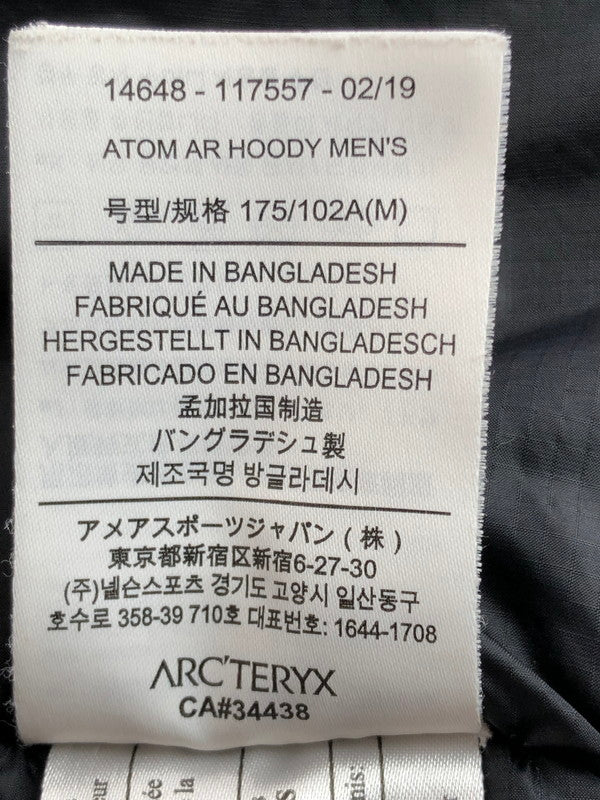 14648 - 117557 - 02/19
ATOM AR HOODY MEN'S
号型/规格 175/102A(M)
MADE IN BANGLADESH
FABRIQUÉ AU BANGLADESH
HERGESTELLT IN BANGLADESCH
FABRICADO EN BANGLADESH
孟加拉国制造
バングラデシュ製
제조국명 방글라데시
アメアスポーツジャパン (株)
東京都新宿区新宿6-27-30
(주)넬슨스포츠 경기도 고양시 일산동구
호수로 358-39 710호 대표번호: 1644-1708
ARC'TERYX
CA#34438
ée
la